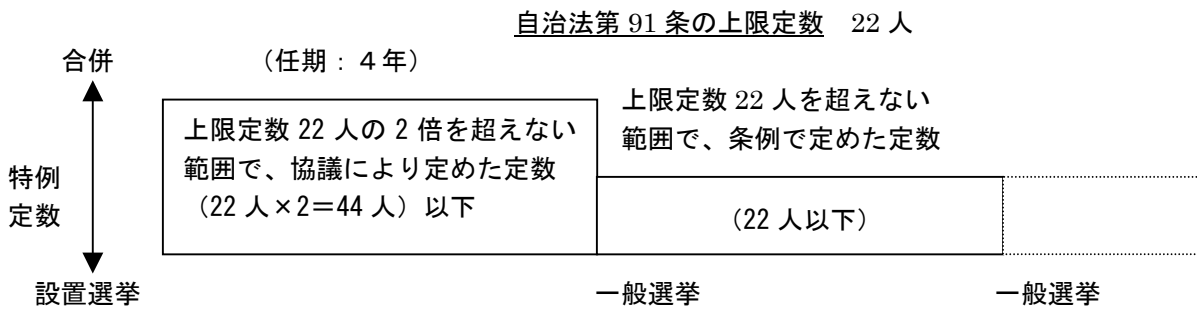 自治法第 91 条の上限定数 22 人
合併 （任期：４年）
上限定数 22 人を超えない
範囲で、条例で定めた定数
上限定数 22 人の 2 倍を超えない
範囲で、協議により定めた定数
（22 人×2＝44 人）以下
特例
定数
（22 人以下）
設置選挙 一般選挙 一般選挙